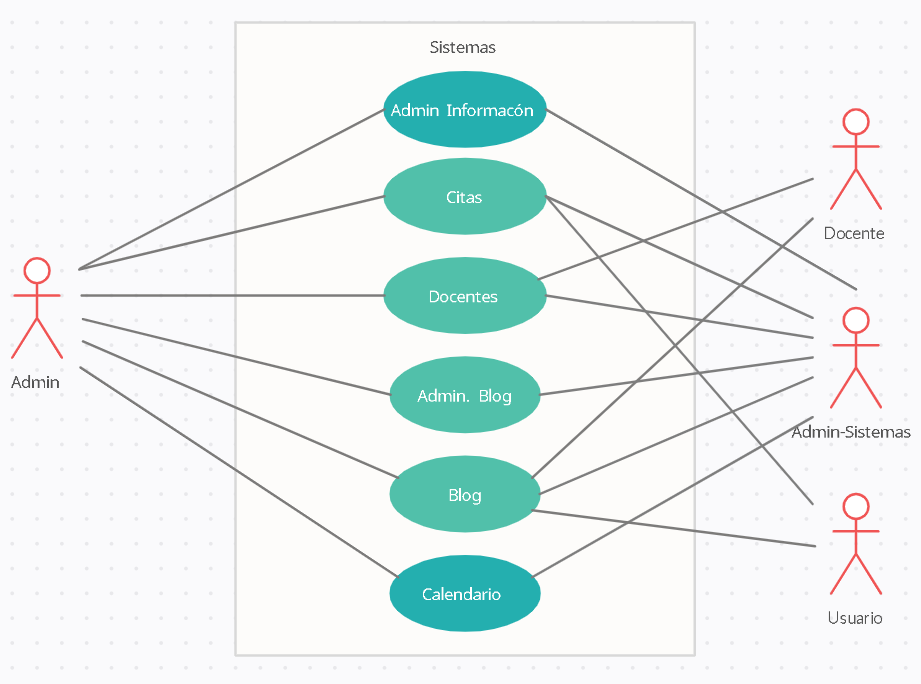 Sistemas
Admin Informacón
Citas
Docente
Docentes
Admin
Admin. Blog
Admin-Sistemas
Blog
Calendario
Usuario